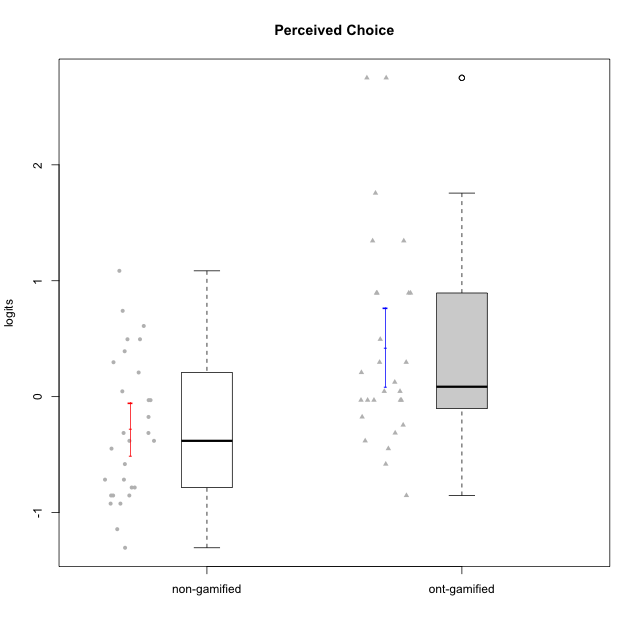 Perceived Choice
logits
2
1
0
-1
non-gamified
ont-gamified